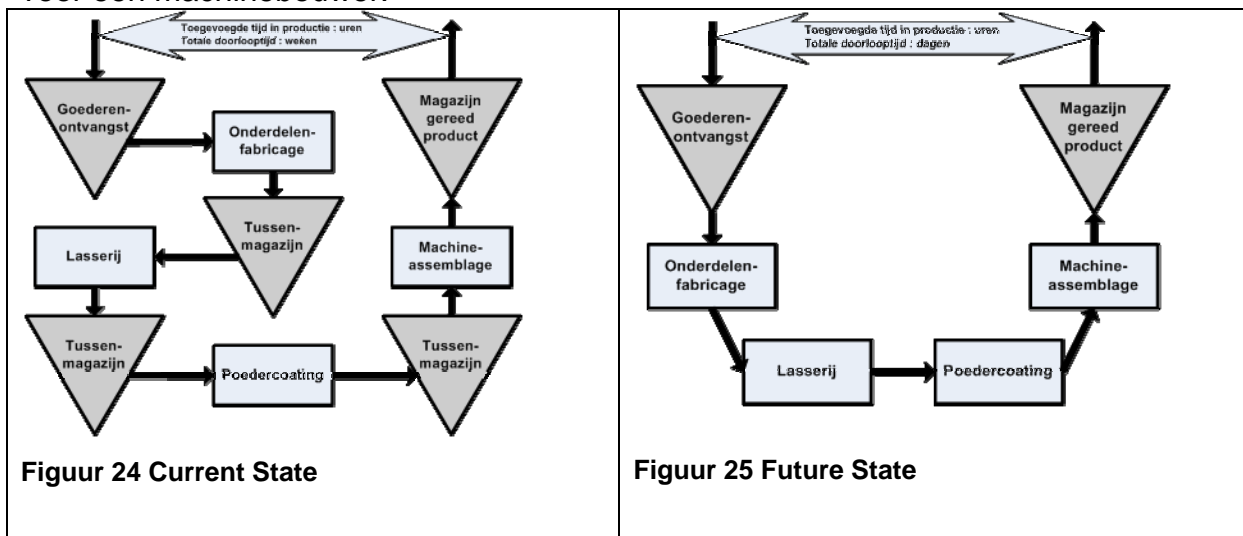 voor een machinebouwer.
Toegevoegde tijd in productie : uren
Totale doorlooptijd : weken
Goederen-
ontvangst
Onderdelen-
fabricage
Tussen-
magazijn
Lasserij
Tussen-
magazijn
Poedercoating
Tussen-
magazijn
Machine-
assemblage
Magazijn
gereed
product
Figuur 24 Current State
Toegevoegde tijd in productie : uren
Totale doorlooptijd : dagen
Goederen-
ontvangst
Onderdelen-
fabricage
Lasserij
Poedercoating
Machine-
assemblage
Magazijn
gereed
product
Figuur 25 Future State